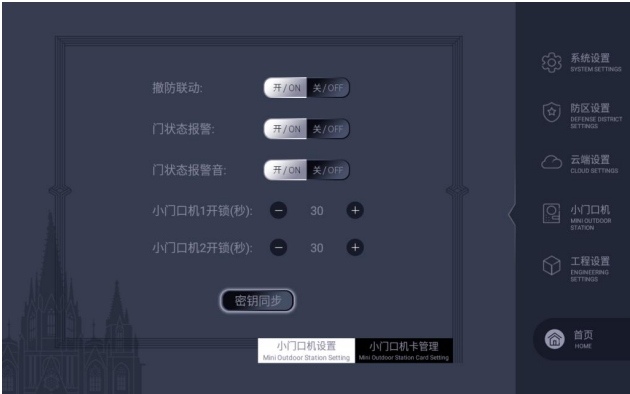 撤防联动: 开/ON 关/OFF
门状态报警: 开/ON 关/OFF
门状态报警音: 开/ON 关/OFF
小门口机1开锁(秒): 30
小门口机2开锁(秒): 30
密钥同步
小门口机设置
Mini Outdoor Station Setting
小门口机卡管理
Mini Outdoor Station Card Setting
系统设置
SYSTEM SETTINGS
防区设置
DEFENSE DISTRICT
SETTINGS
云端设置
CLOUD SETTINGS
小门口机
MINI OUTDOOR
STATION
工程设置
ENGINEERING
SETTINGS
首页
HOME